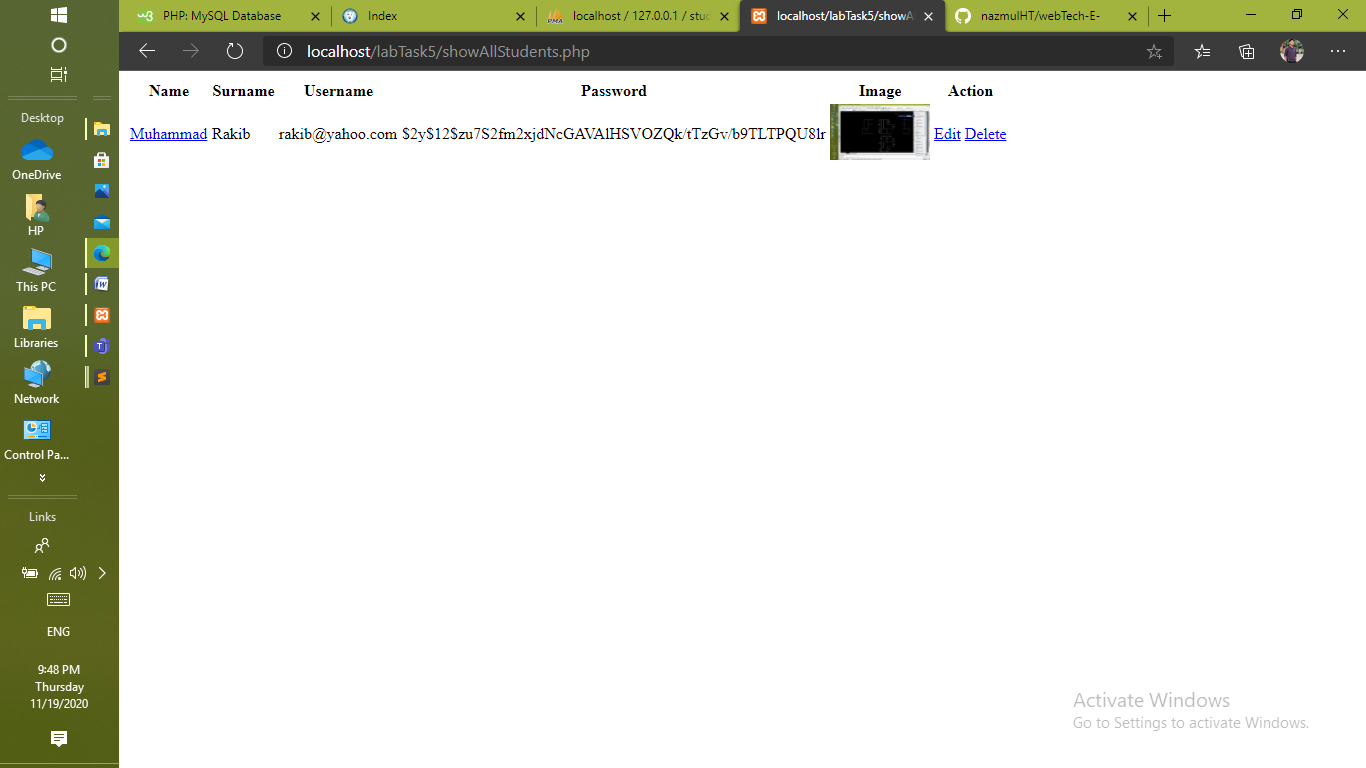 PHP: MySQL Database
Index
localhost / 127.0.0.1 / stuc
localhost/labTask5/showA
nazmulHT/webTech-E-
localhost/labTask5/showAllStudents.php
Name Surname Username Password Image Action
Muhammad Rakib rakib@yahoo.com $2y$12$zu7S2fm2xjdNcGAVAlHSVOZQk/tTzGv/b9TLTPQU8lr Edit Delete
Desktop
OneDrive
HP
This PC
Libraries
Network
Control Pa...
Links
ENG
9:48 PM
Thursday
11/19/2020
Activate Windows
Go to Settings to activate Windows.